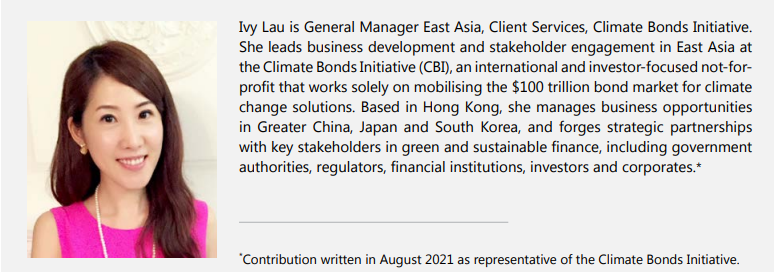 Ivy Lau is General Manager East Asia, Client Services, Climate Bonds Initiative.
She leads business development and stakeholder engagement in East Asia at
the Climate Bonds Initiative (CBI), an international and investor-focused not-for-
profit that works solely on mobilising the $100 trillion bond market for climate
change solutions. Based in Hong Kong, she manages business opportunities
in Greater China, Japan and South Korea, and forges strategic partnerships
with key stakeholders in green and sustainable finance, including government
authorities, regulators, financial institutions, investors and corporates.*
*Contribution written in August 2021 as representative of the Climate Bonds Initiative.